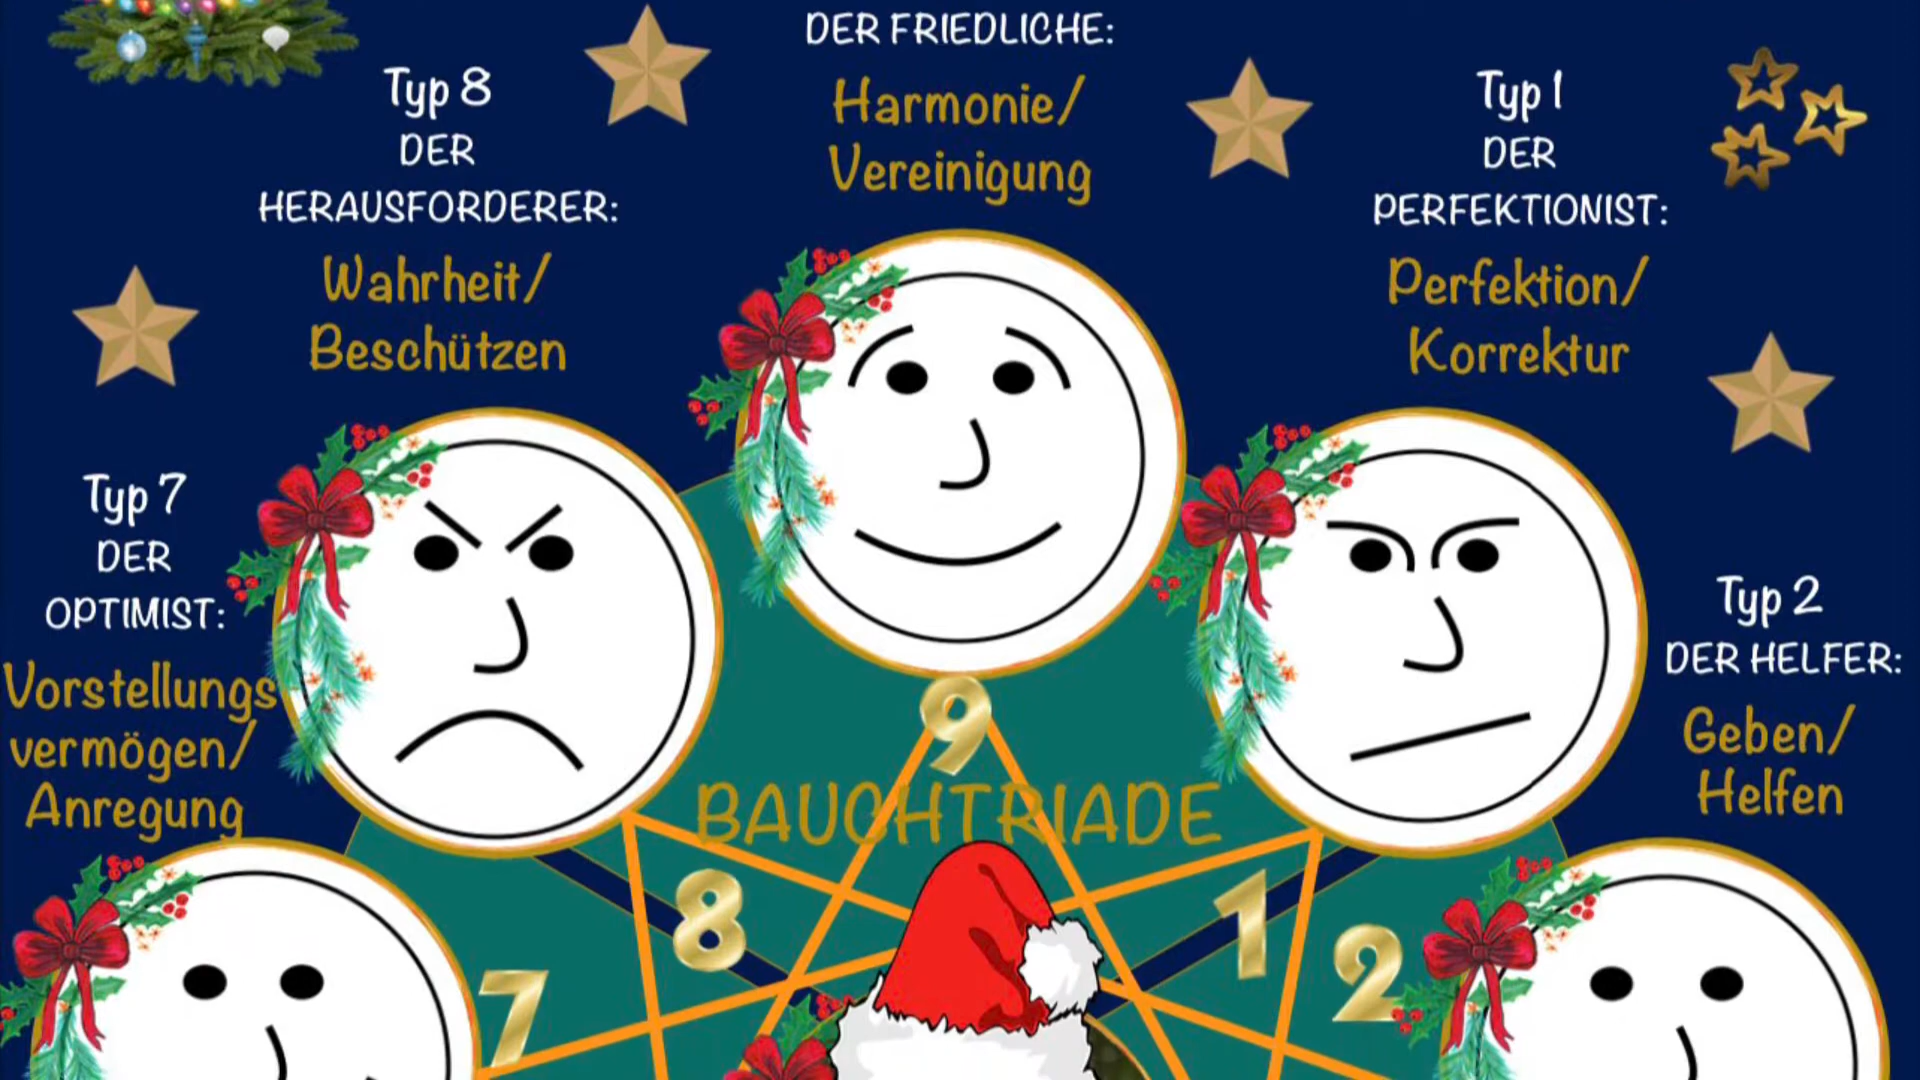 DER FRIEDLICHE:
Harmonie/
Vereinigung
Typ 8
DER
HERAUSFORDERER:
Wahrheit/
Beschützen
Typ 1
DER
PERFEKTIONIST:
Perfektion/
Korrektur
Typ 7
DER
OPTIMIST:
Vorstellungs
vermögen/
Anregung
Typ 2
DER HELFER:
Geben/
Helfen
9
BAUCHTRIADE
8
1
7
2